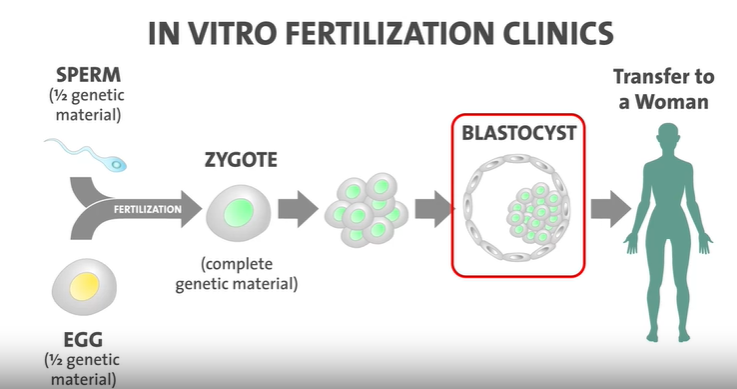 IN VITRO FERTILIZATION CLINICS
SPERM
(½ genetic
material)
FERTILIZATION
EGG
(½ genetic
material)
ZYGOTE
(complete
genetic material)
BLASTOCYST
Transfer to
a Woman